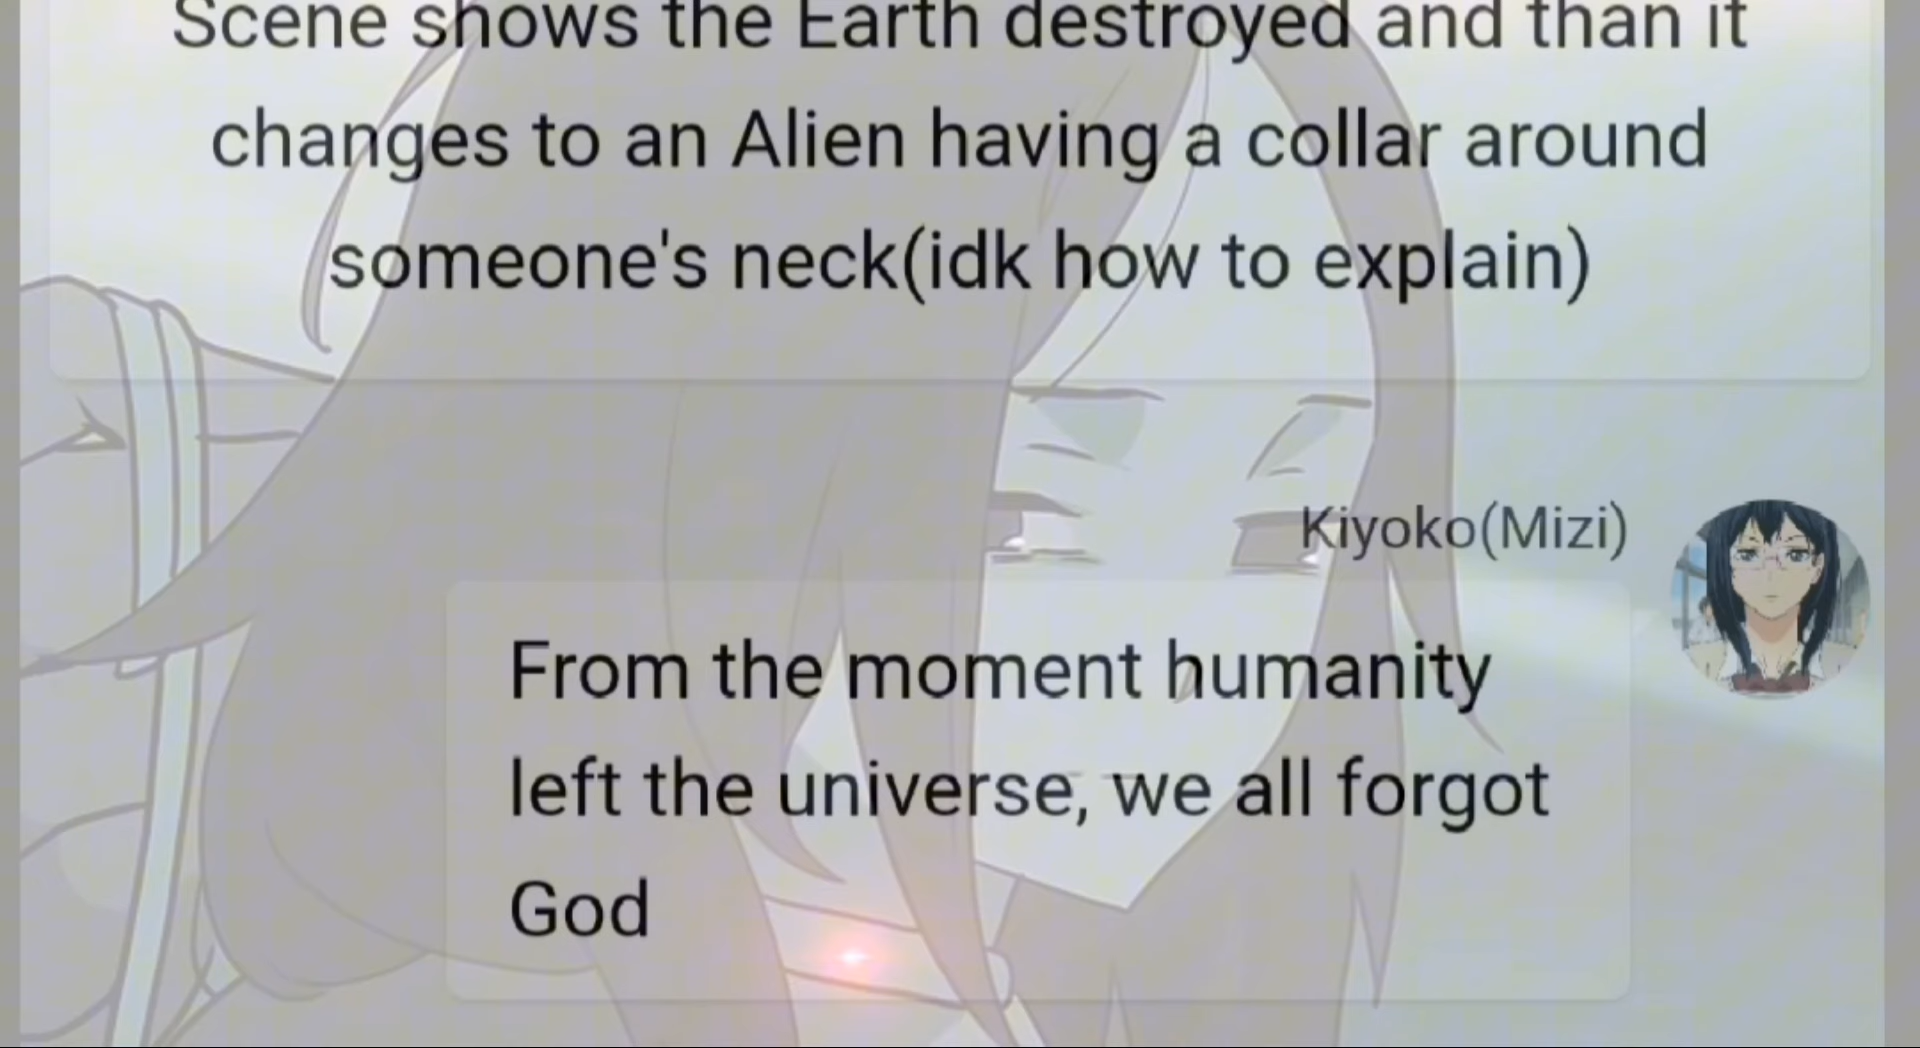 Scene shows the Earth destroyed and than it
changes to an Alien having a collar around
someone's neck(idk how to explain)
Kiyoko(Mizi)
From the moment humanity
left the universe, we all forgot
God